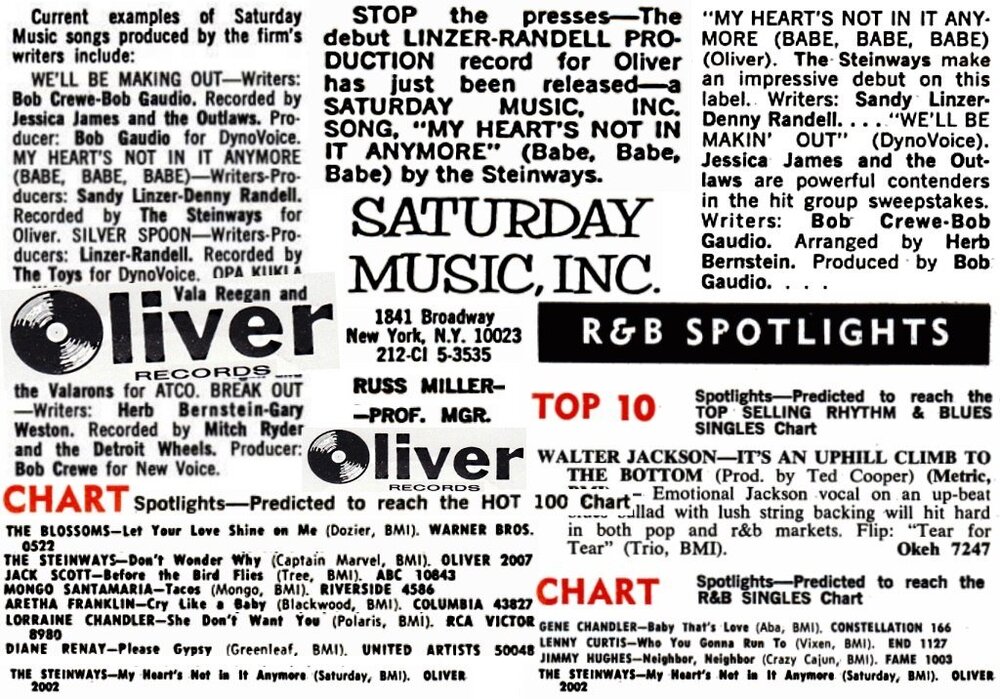 Current examples of Saturday
Music songs produced by the firm's
writers include:
WE'LL BE MAKING OUT—Writers:
Bob Crewe-Bob Gaudio. Recorded by
Jessica James and the Outlaws. Pro-
ducer: Bob Gaudio for DynoVoice.
MY HEART'S NOT IN IT ANYMORE
(BABE, BABE, BABE)—Writers-Pro-
ducers: Sandy Linzer-Denny Randell.
Recorded by The Steinways for
Oliver. SILVER SPOON—Writers-Pro-
ducers: Linzer-Randell. Recorded by
The Toys for DynoVoice. OPA KUKLA
Vala Reegan and
Oliver
RECORDS
the Valarons for ATCO. BREAK OUT
—Writers: Herb Bernstein-Gary
Weston. Recorded by Mitch Ryder
and the Detroit Wheels. Producer:
Bob Crewe for New Voice.
STOP the presses—The
debut LINZER-RANDELL PRO-
DUCTION record for Oliver
has just been released—a
SATURDAY MUSIC, INC.
SONG, "MY HEART'S NOT IN
IT ANYMORE" (Babe, Babe,
Babe) by the Steinways.
SATURDAY
MUSIC, INC.
1841 Broadway
New York, N.Y. 10023
212-CI 5-3535
RUSS MILLER—
—PROF. MGR.
Oliver
RECORDS
"MY HEART'S NOT IN IT ANY-
MORE (BABE, BABE, BABE)
(Oliver). The Steinways make
an impressive debut on this
label. Writers: Sandy Linzer-
Denny Randell. . . . "WE'LL BE
MAKIN' OUT" (DynoVoice).
Jessica James and the Out-
laws are powerful contenders
in the hit group sweepstakes.
Writers: Bob Crewe-Bob
Gaudio. Arranged by Herb
Bernstein. Produced by Bob
Gaudio. . . .
R&B SPOTLIGHTS
TOP 10
Spotlights—Predicted to reach the
TOP SELLING RHYTHM & BLUES
SINGLES Chart
WALTER JACKSON—IT'S AN UPHILL CLIMB TO
THE BOTTOM (Prod. by Ted Cooper) (Metric,
– Emotional Jackson vocal on an up-beat
with lush string backing will hit hard
in both pop and r&b markets. Flip: "Tear for
Tear" (Trio, BMI). Okeh 7247
CHART Spotlights—Predicted to reach the HOT 100 Chart
THE BLOSSOMS—Let Your Love Shine on Me (Dozier, BMI). WARNER BROS.
0522
THE STEINWAYS—Don't Wonder Why (Captain Marvel, BMI). OLIVER 2007
JACK SCOTT—Before the Bird Flies (Tree, BMI). ABC 10843
MONGO SANTAMARIA—Tacos (Mongo, BMI). RIVERSIDE 4586
ARETHA FRANKLIN—Cry Like a Baby (Blackwood, BMI). COLUMBIA 43827
LORRAINE CHANDLER—She Don't Want You (Polaris, BMI). RCA VICTOR
8980
DIANE RENAY—Please Gypsy (Greenleaf, BMI). UNITED ARTISTS 50048
THE STEINWAYS—My Heart's Not in It Anymore (Saturday, BMI). OLIVER
2002
CHART
Spotlights—Predicted to reach the
R&B SINGLES Chart
GENE CHANDLER—Baby That's Love (Aba, BMI). CONSTELLATION 166
LENNY CURTIS—Who You Gonna Run To (Vixen, BMI). END 1127
JIMMY HUGHES—Neighbor, Neighbor (Crazy Cajun, BMI). FAME 1003
THE STEINWAYS—My Heart's Not in It Anymore (Saturday, BMI). OLIVER
2002